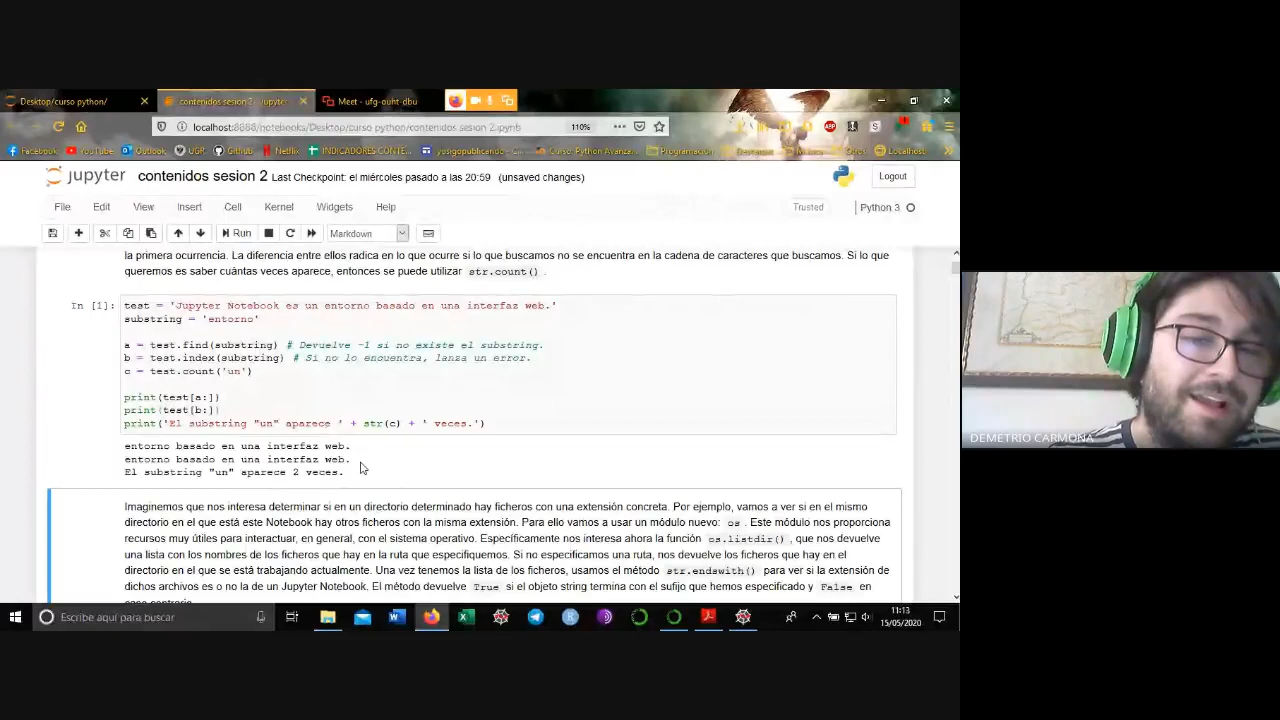 Desktop/curso python/
contenidos sesion 2 - Jupyter
Meet - ufg-ouht-dbu
localhost:8888/notebooks/Desktop/curso python/contenidos sesion 2.ipynb
110%
Facebook
YouTube
Outlook
UGR
Github
Netflix
INDICADORES CONTE...
yosigopublicando - C...
Curso: Python Avanza...
Programación
Otros
Localhost
jupyter
contenidos sesion 2
Last Checkpoint: el miércoles pasado a las 20:59 (unsaved changes)
Logout
File Edit View Insert Cell Kernel Widgets Help
Trusted
Python 3
Run
Markdown
la primera ocurrencia. La diferencia entre ellos radica en lo que ocurre si lo que buscamos no se encuentra en la cadena de caracteres que buscamos. Si lo que
queremos es saber cuántas veces aparece, entonces se puede utilizar str.count() .
In [1]:
test = 'Jupyter Notebook es un entorno basado en una interfaz web.'
substring = 'entorno'
a = test.find(substring) # Devuelve -1 si no existe el substring.
b = test.index(substring) # Si no lo encuentra, lanza un error.
c = test.count('un')
print(test[a:])
print(test[b:])
print('El substring "un" aparece ' + str(c) + ' veces.')
entorno basado en una interfaz web.
entorno basado en una interfaz web.
El substring "un" aparece 2 veces.
Imaginemos que nos interesa determinar si en un directorio determinado hay ficheros con una extensión concreta. Por ejemplo, vamos a ver si en el mismo
directorio en el que está este Notebook hay otros ficheros con la misma extensión. Para ello vamos a usar un módulo nuevo: os . Este módulo nos proporciona
recursos muy útiles para interactuar, en general, con el sistema operativo. Específicamente nos interesa ahora la función os.listdir() , que nos devuelve
una lista con los nombres de los ficheros que hay en la ruta que especifiquemos. Si no especificamos una ruta, nos devuelve los ficheros que hay en el
directorio en el que se está trabajando actualmente. Una vez tenemos la lista de los ficheros, usamos el método str.endswith() para ver si la extensión de
dichos archivos es o no la de un Jupyter Notebook. El método devuelve True si el objeto string termina con el sufijo que hemos especificado y False en
caso contrario.
DEMETRIO CARMONA
Escribe aquí para buscar
11:13
15/05/2020